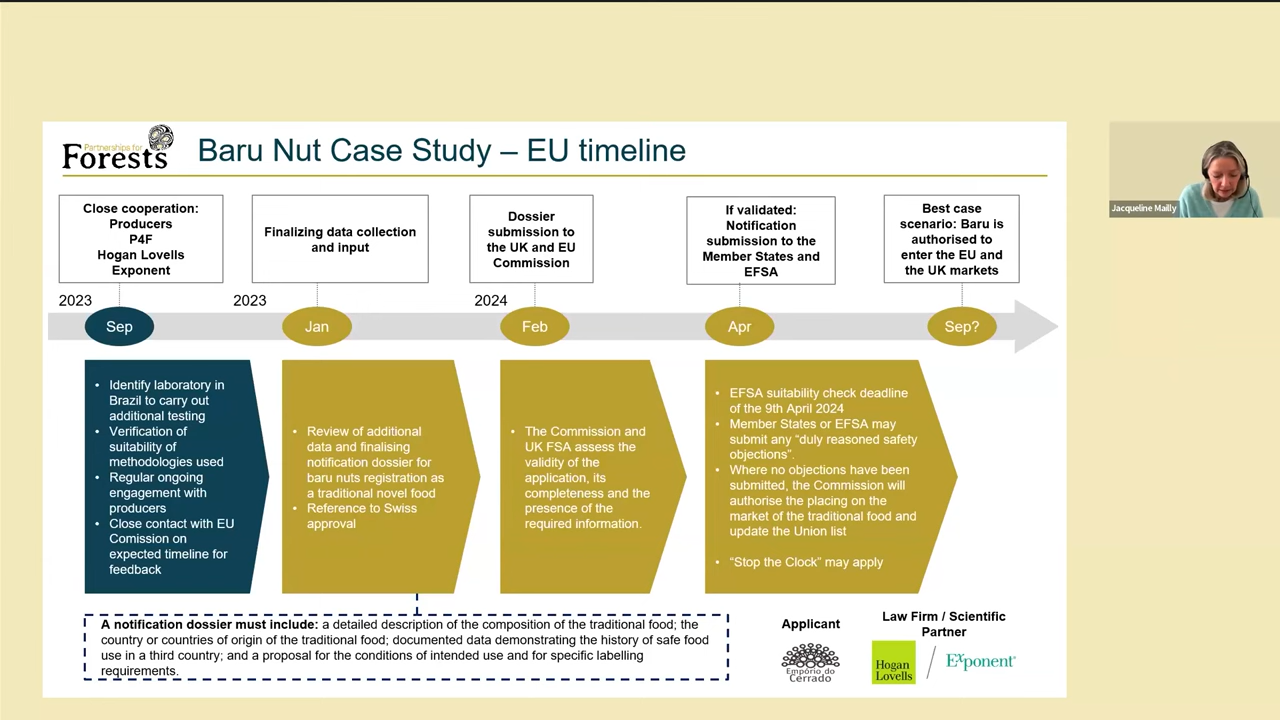 Partnerships for
Forests
Baru Nut Case Study – EU timeline
Close cooperation:
Producers
P4F
Hogan Lovells
Exponent
Finalizing data collection
and input
Dossier
submission to
the UK and EU
Commission
If validated:
Notification
submission to the
Member States and
EFSA
Best case
scenario: Baru is
authorised to
enter the EU and
the UK markets
2023
2023
2024
Sep
Jan
Feb
Apr
Sep?
• Identify laboratory in
Brazil to carry out
additional testing
• Verification of
suitability of
methodologies used
• Regular ongoing
engagement with
producers
• Close contact with EU
Comission on
expected timeline for
feedback
• Review of additional
data and finalising
notification dossier for
baru nuts registration as
a traditional novel food
• Reference to Swiss
approval
• The Commission and
UK FSA assess the
validity of the
application, its
completeness and the
presence of the
required information.
• EFSA suitability check deadline
of the 9th April 2024
• Member States or EFSA may
submit any “duly reasoned safety
objections”.
• Where no objections have been
submitted, the Commission will
authorise the placing on the
market of the traditional food and
update the Union list
• “Stop the Clock” may apply
A notification dossier must include: a detailed description of the composition of the traditional food; the
country or countries of origin of the traditional food; documented data demonstrating the history of safe food
use in a third country; and a proposal for the conditions of intended use and for specific labelling
requirements.
Applicant
Empório do
Cerrado
Law Firm / Scientific
Partner
Hogan
Lovells
Exponent
Jacqueline Mailly